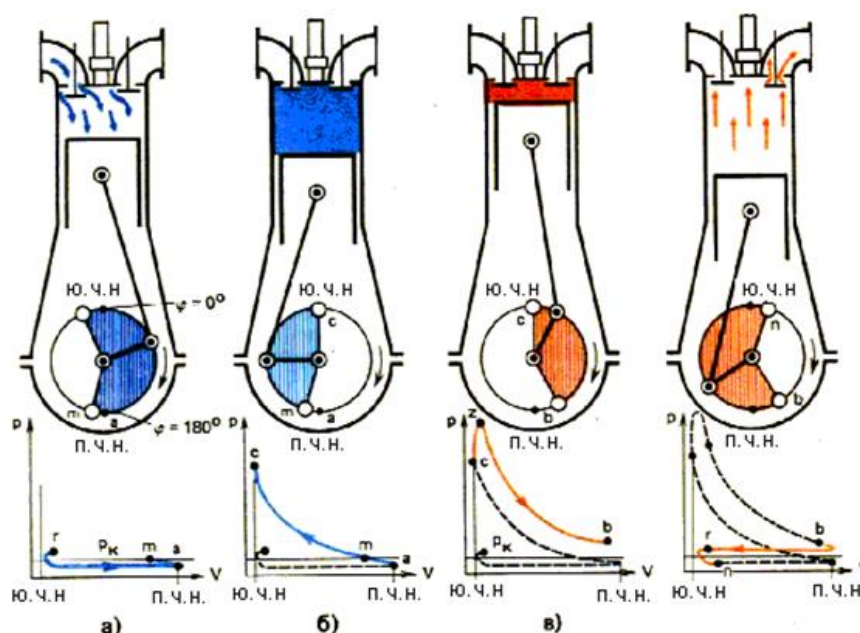 Ю. Ч. Н
φ = 0°
m
a
φ = 180°
П. Ч. Н.
Ю. Ч. Н
c
m
a
П. Ч. Н.
Ю. Ч. Н
c
b
П. Ч. Н.
Ю. Ч. Н
n
b
П. Ч. Н.
p
r
pк
m
a
V
Ю. Ч. Н
П. Ч. Н.
а)
p
c
m
a
V
Ю. Ч. Н
П. Ч. Н.
б)
p
z
c
b
pк
V
Ю. Ч. Н
П. Ч. Н.
в)
p
r
b
n
Ю. Ч. Н
П. Ч. Н.